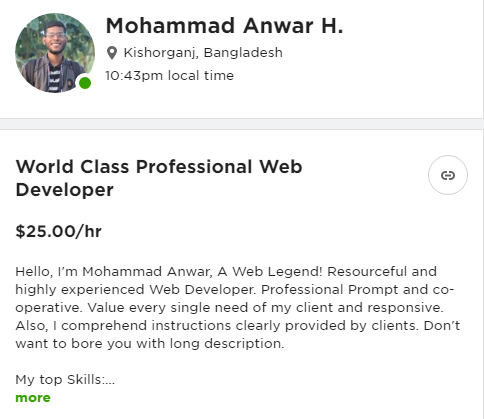 Mohammad Anwar H.
Kishorganj, Bangladesh
10:43pm local time
World Class Professional Web
Developer
$25.00/hr
Hello, I'm Mohammad Anwar, A Web Legend! Resourceful and
highly experienced Web Developer. Professional Prompt and co-
operative. Value every single need of my client and responsive.
Also, I comprehend instructions clearly provided by clients. Don't
want to bore you with long description.
My top Skills:...
more